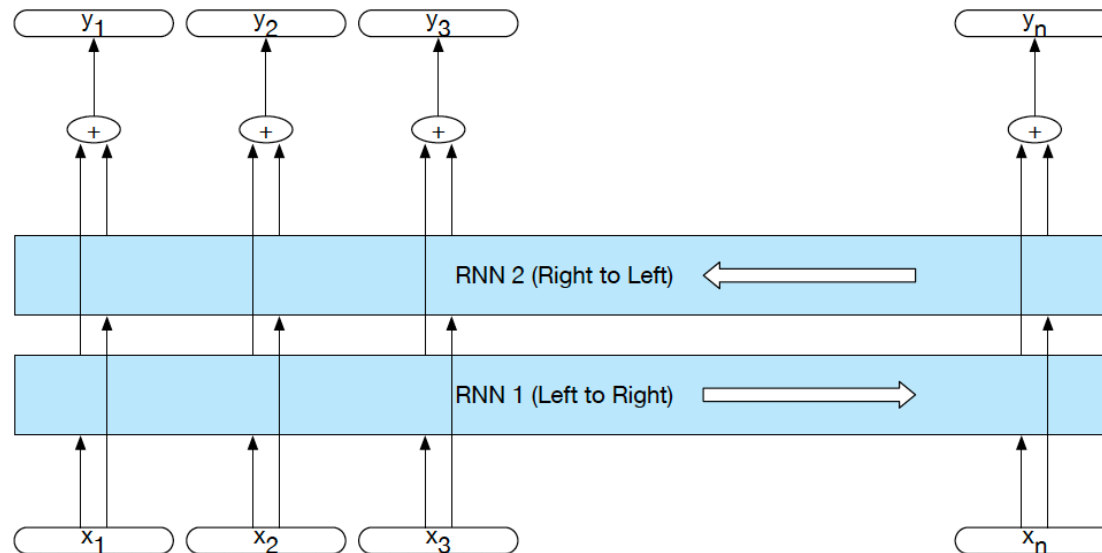 y1 y2 y3 yn
+ + + +
RNN 2 (Right to Left)
RNN 1 (Left to Right)
x1 x2 x3 xn